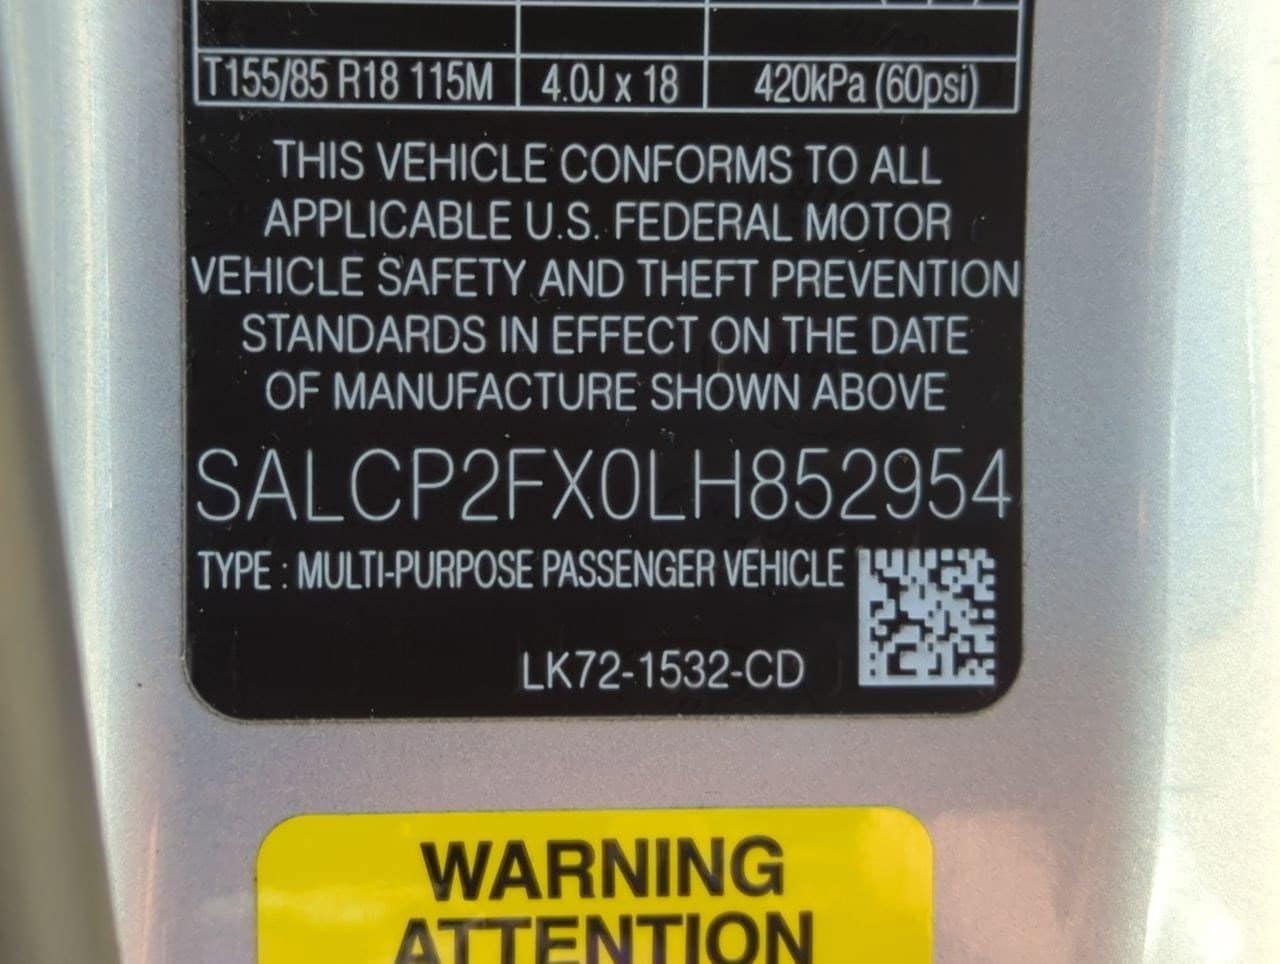 T155/85 R18 115M 4.0J x 18 420kPa (60psi)
THIS VEHICLE CONFORMS TO ALL
APPLICABLE U.S. FEDERAL MOTOR
VEHICLE SAFETY AND THEFT PREVENTION
STANDARDS IN EFFECT ON THE DATE
OF MANUFACTURE SHOWN ABOVE
SALCP2FX0LH852954
TYPE : MULTI-PURPOSE PASSENGER VEHICLE
LK72-1532-CD
WARNING
ATTENTION